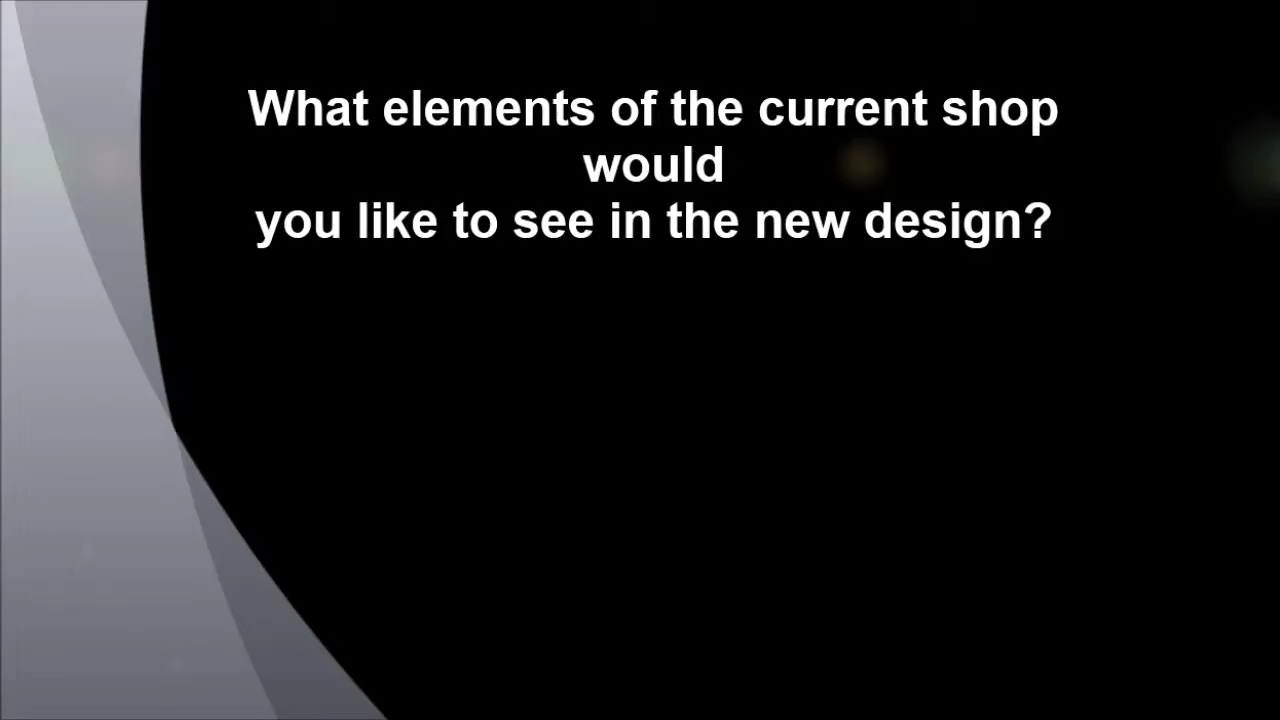 What elements of the current shop
would
you like to see in the new design?